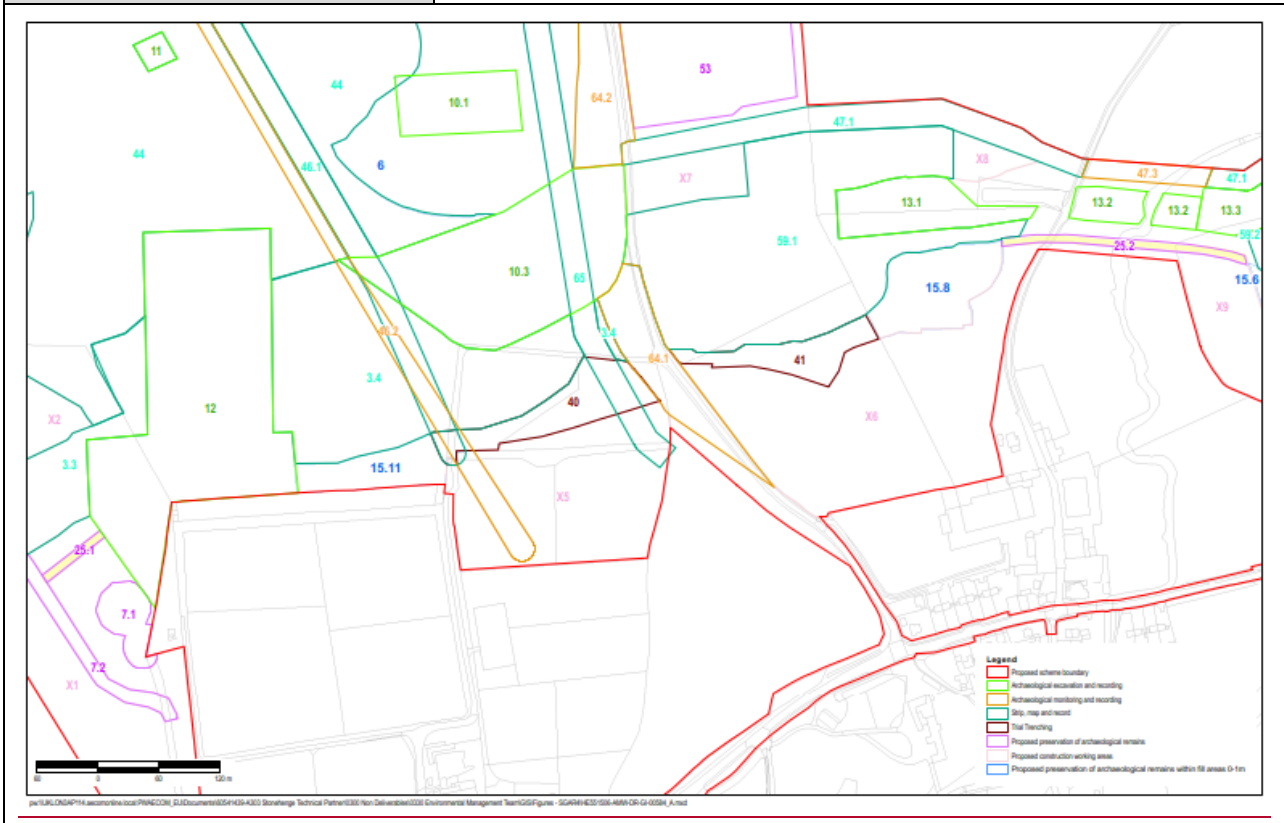 11
53
44
10.1
64.2
47.1
44
46.1
6
X7
X8
47.3
47.1
13.1
13.2
13.2
13.3
59.1
59.2
25.2
10.3
65
15.8
15.6
X9
46.2
3.4
64.1
41
3.4
40
12
X2
X6
3.3
15.11
X5
25.1
7.1
7.2
X1
Legend
Proposed scheme boundary
Archaeological excavation and recording
Archaeological monitoring and recording
Strip, map and record
Trial Trenching
Proposed preservation of archaeological remains
Proposed construction working areas
Proposed preservation of archaeological remains within fill areas 0-1m
60 0 60 120 m